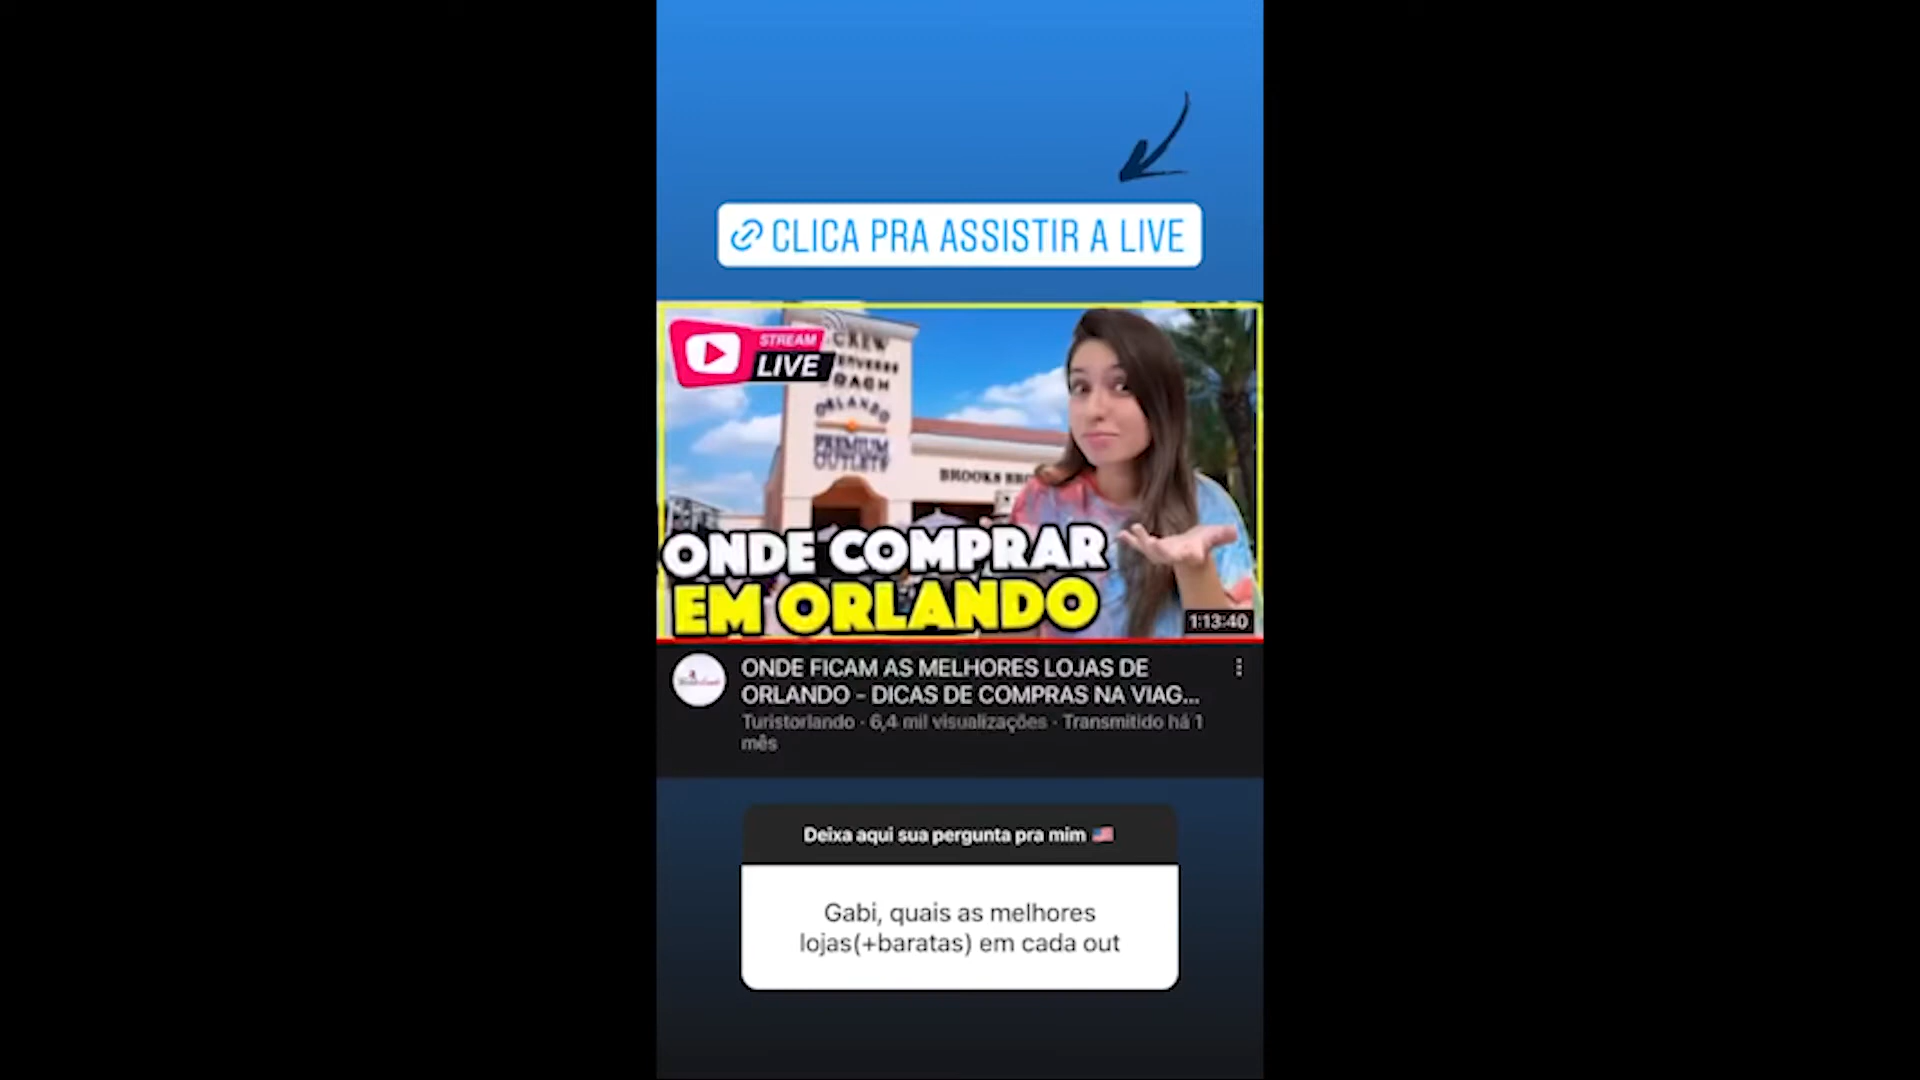 CLICA PRA ASSISTIR A LIVE
STREAM
LIVE
CREW
ORLANDO
PREMIUM
OUTLETS
BROOKS
ONDE COMPRAR
EM ORLANDO
1:13:40
ONDE FICAM AS MELHORES LOJAS DE
ORLANDO - DICAS DE COMPRAS NA VIAG...
Turistorlando · 6,4 mil visualizações · Transmitido há 1
mês
Deixa aqui sua pergunta pra mim 🇺🇸
Gabi, quais as melhores
lojas(+baratas) em cada out